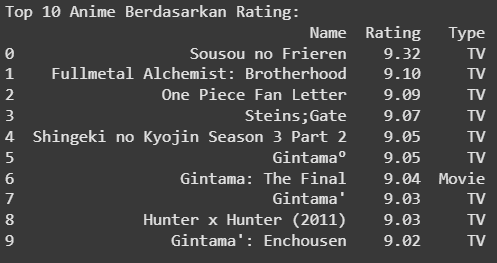 Top 10 Anime Berdasarkan Rating:
Name Rating Type
0 Sousou no Frieren 9.32 TV
1 Fullmetal Alchemist: Brotherhood 9.10 TV
2 One Piece Fan Letter 9.09 TV
3 Steins;Gate 9.07 TV
4 Shingeki no Kyojin Season 3 Part 2 9.05 TV
5 Gintama° 9.05 TV
6 Gintama: The Final 9.04 Movie
7 Gintama' 9.03 TV
8 Hunter x Hunter (2011) 9.03 TV
9 Gintama': Enchousen 9.02 TV